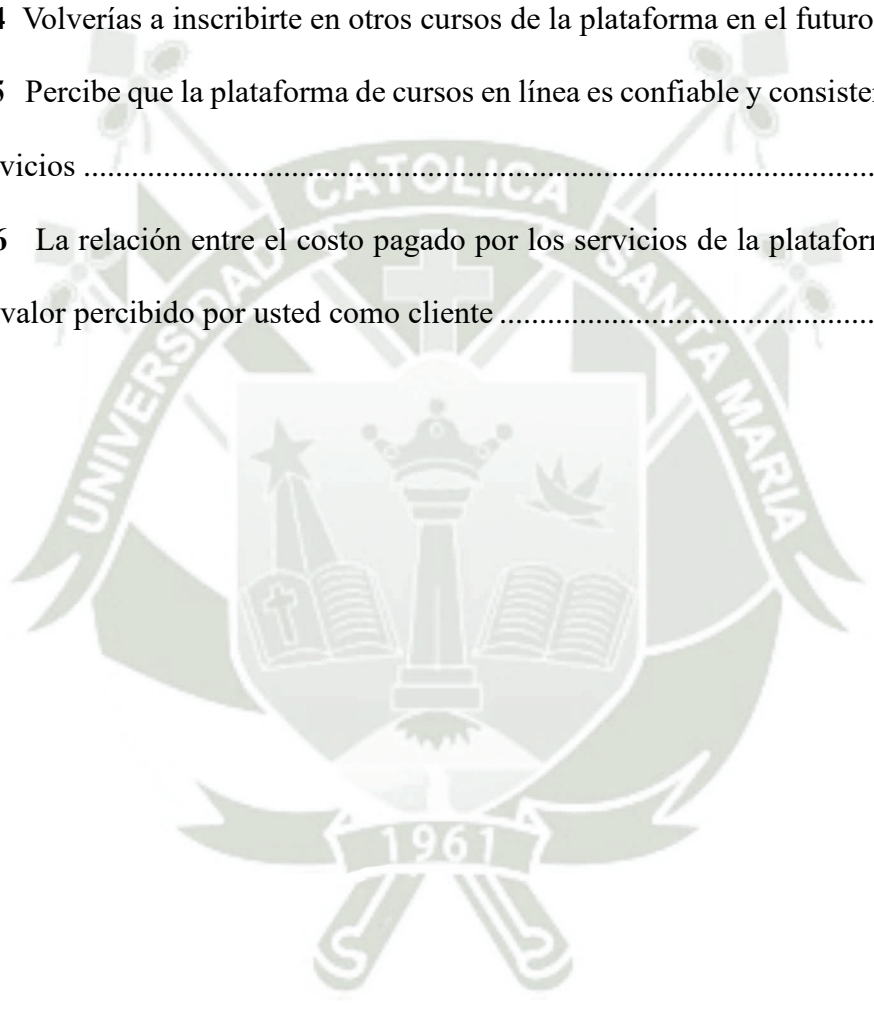 4 Volverías a inscribirte en otros cursos de la plataforma en el futuro
5 Percibe que la plataforma de cursos en línea es confiable y
vicios ..........................................................................................
6 La relación entre el costo pagado por los servicios de la
valor percibido por usted como cliente ................................................
UNIVERSIDAD CATOLICA SANTA MARIA
1961